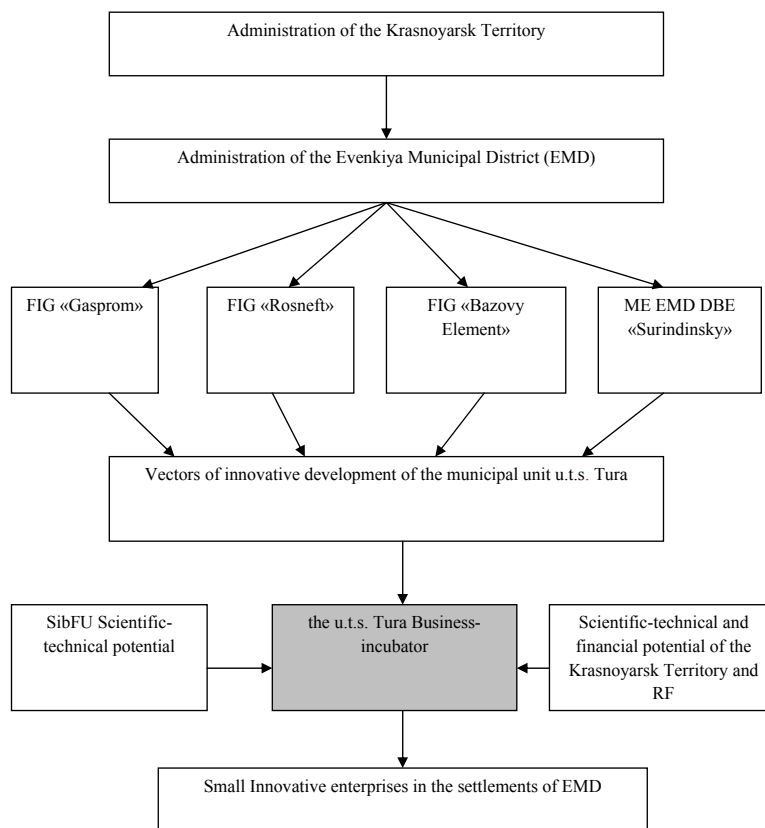 Administration of the Krasnoyarsk Territory
Administration of the Evenkiya Municipal District (EMD)
FIG «Gasprom»
FIG «Rosneft»
FIG «Bazovy
Element»
ME EMD DBE
«Surindinsky»
Vectors of innovative development of the municipal unit u.t.s. Tura
SibFU Scientific-
technical potential
the u.t.s. Tura Business-
incubator
Scientific-technical and
financial potential of the
Krasnoyarsk Territory and
RF
Small Innovative enterprises in the settlements of EMD